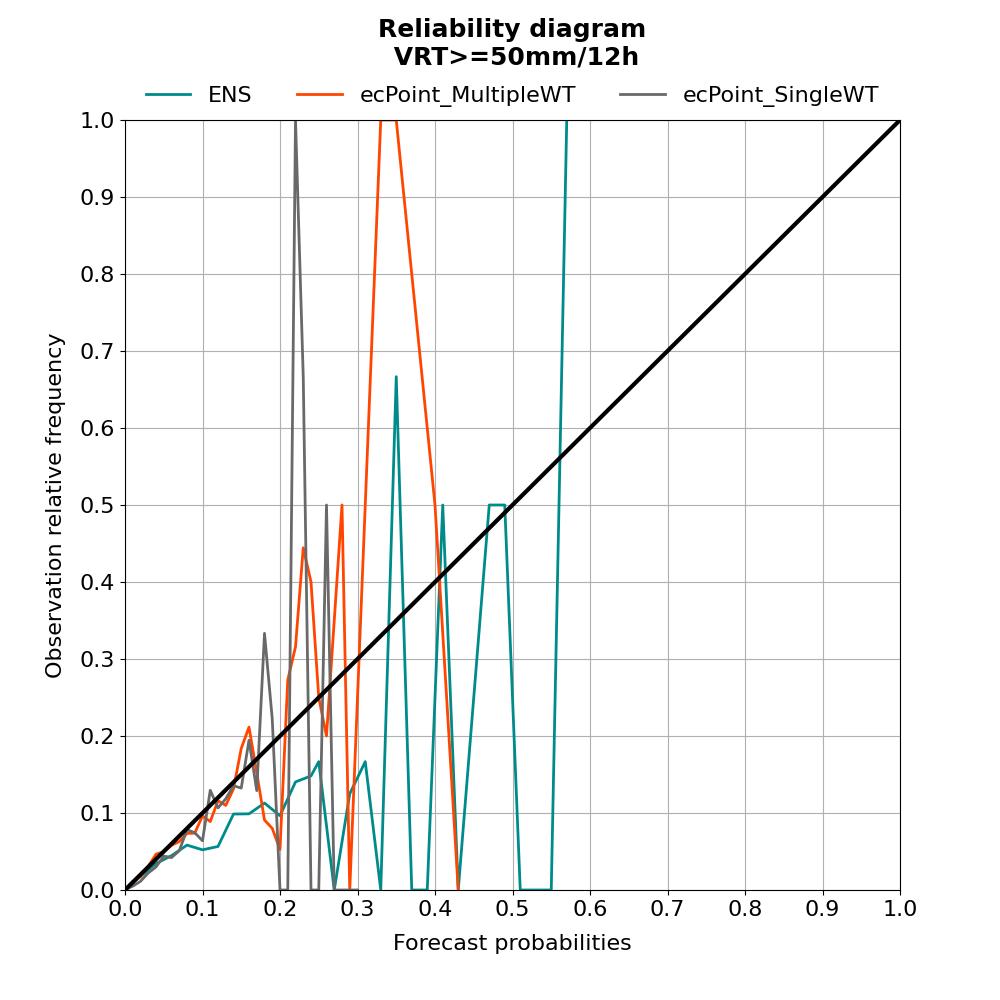 Reliability diagram
VRT>=50mm/12h
ENS ecPoint_MultipleWT ecPoint_SingleWT
1.0
0.9
0.8
0.7
0.6
0.5
0.4
0.3
0.2
0.1
0.0
Observation relative frequency
0.0 0.1 0.2 0.3 0.4 0.5 0.6 0.7 0.8 0.9 1.0
Forecast probabilities